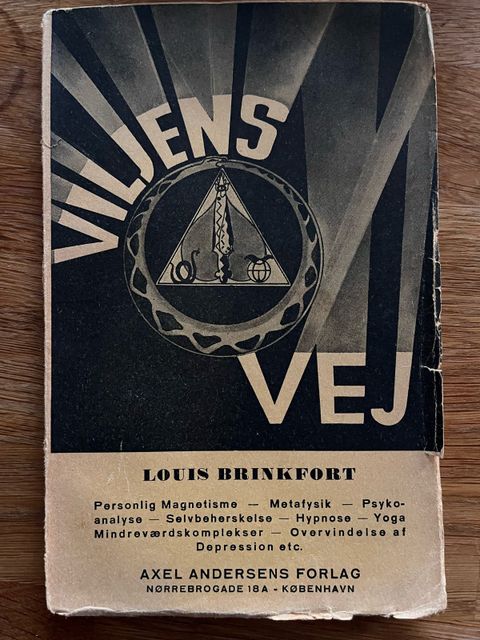 VILJENS
VEJ
LOUIS BRINKFORT
Personlig Magnetisme — Metafysik — Psyko-
analyse — Selvbeherskelse — Hypnose — Yoga
Mindreværdskomplekser — Overvindelse af
Depression etc.
AXEL ANDERSENS FORLAG
NØRREBROGADE 18A - KØBENHAVN